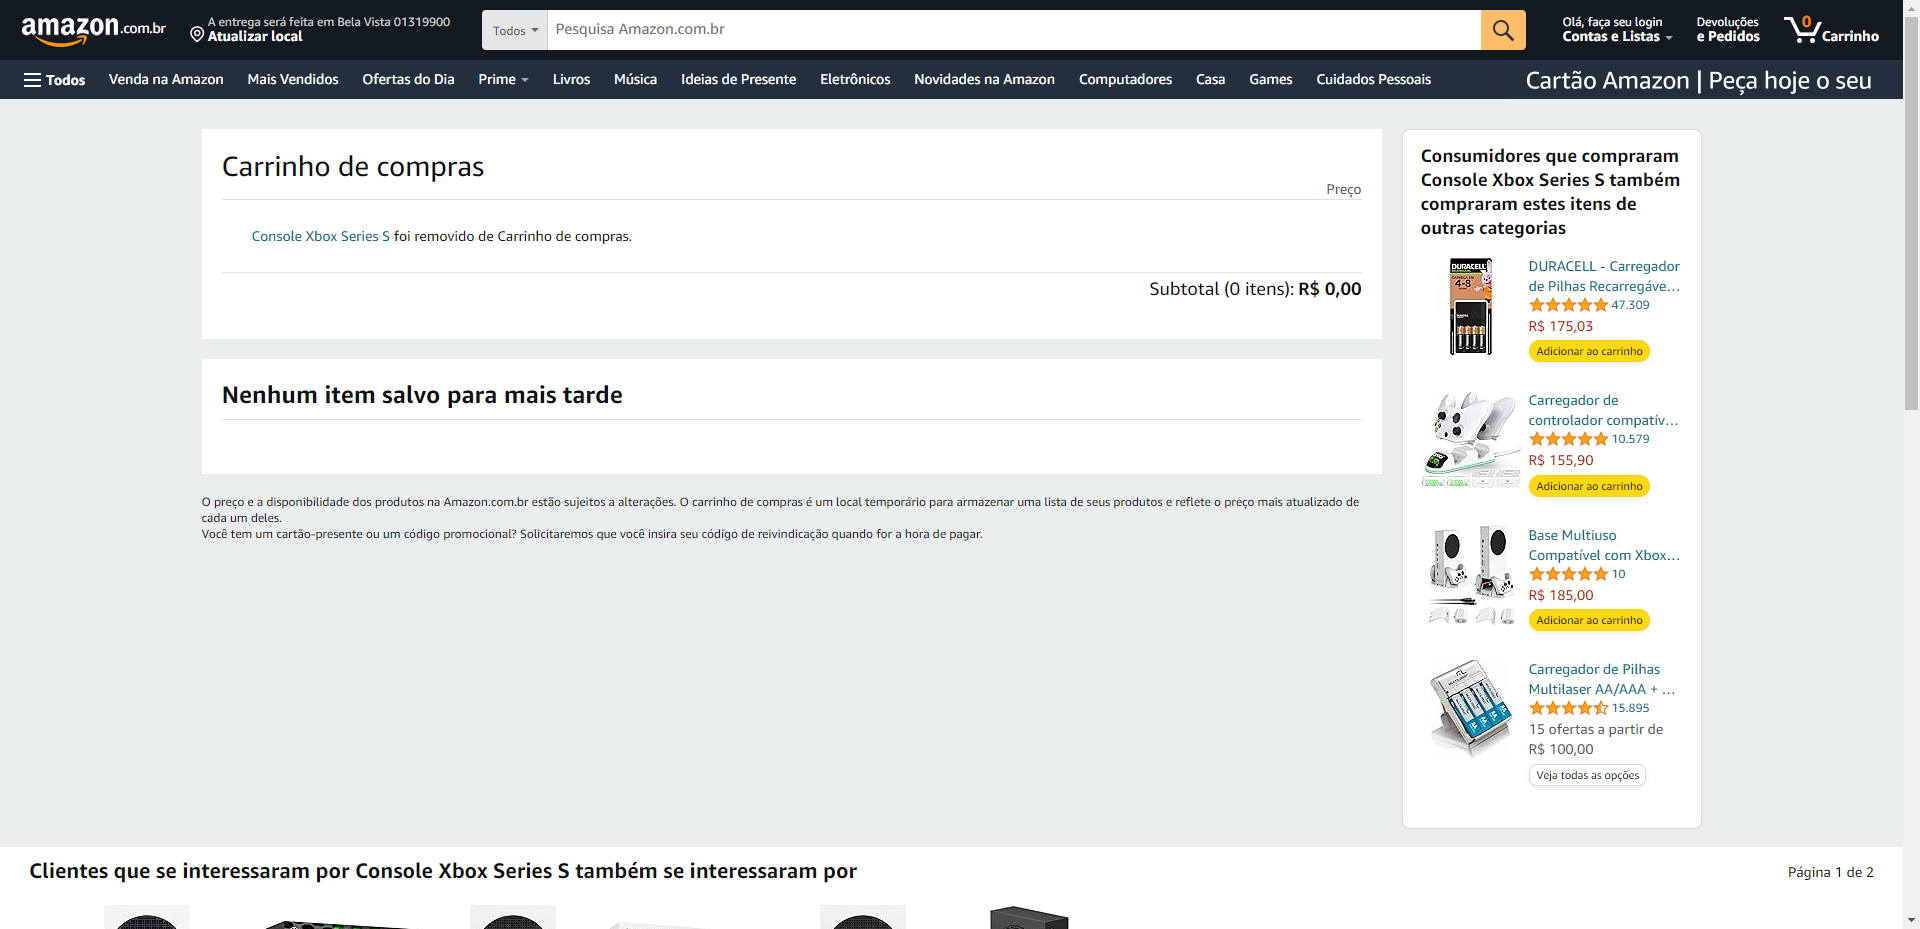 amazon.com.br
A entrega será feita em Bela Vista 01319900
Atualizar local
Todos
Pesquisa Amazon.com.br
Olá, faça seu login
Contas e Listas
Devoluções
e Pedidos
0
Carrinho
Todos
Venda na Amazon
Mais Vendidos
Ofertas do Dia
Prime
Livros
Música
Ideias de Presente
Eletrônicos
Novidades na Amazon
Computadores
Casa
Games
Cuidados Pessoais
Cartão Amazon | Peça hoje o seu
Carrinho de compras
Preço
Console Xbox Series S foi removido de Carrinho de compras.
Subtotal (0 itens): R$ 0,00
Nenhum item salvo para mais tarde
O preço e a disponibilidade dos produtos na Amazon.com.br estão sujeitos a alterações. O carrinho de compras é um local temporário para armazenar uma lista de seus produtos e reflete o preço mais atualizado de
cada um deles.
Você tem um cartão-presente ou um código promocional? Solicitaremos que você insira seu código de reivindicação quando for a hora de pagar.
Consumidores que compraram
Console Xbox Series S também
compraram estes itens de
outras categorias
DURACELL
4-8
DURACELL - Carregador
de Pilhas Recarregáve...
47.309
R$ 175,03
Adicionar ao carrinho
Carregador de
controlador compatív...
10.579
R$ 155,90
Adicionar ao carrinho
Base Multiuso
Compatível com Xbox...
10
R$ 185,00
Adicionar ao carrinho
Carregador de Pilhas
Multilaser AA/AAA + ...
15.895
15 ofertas a partir de
R$ 100,00
Veja todas as opções
Clientes que se interessaram por Console Xbox Series S também se interessaram por
Página 1 de 2